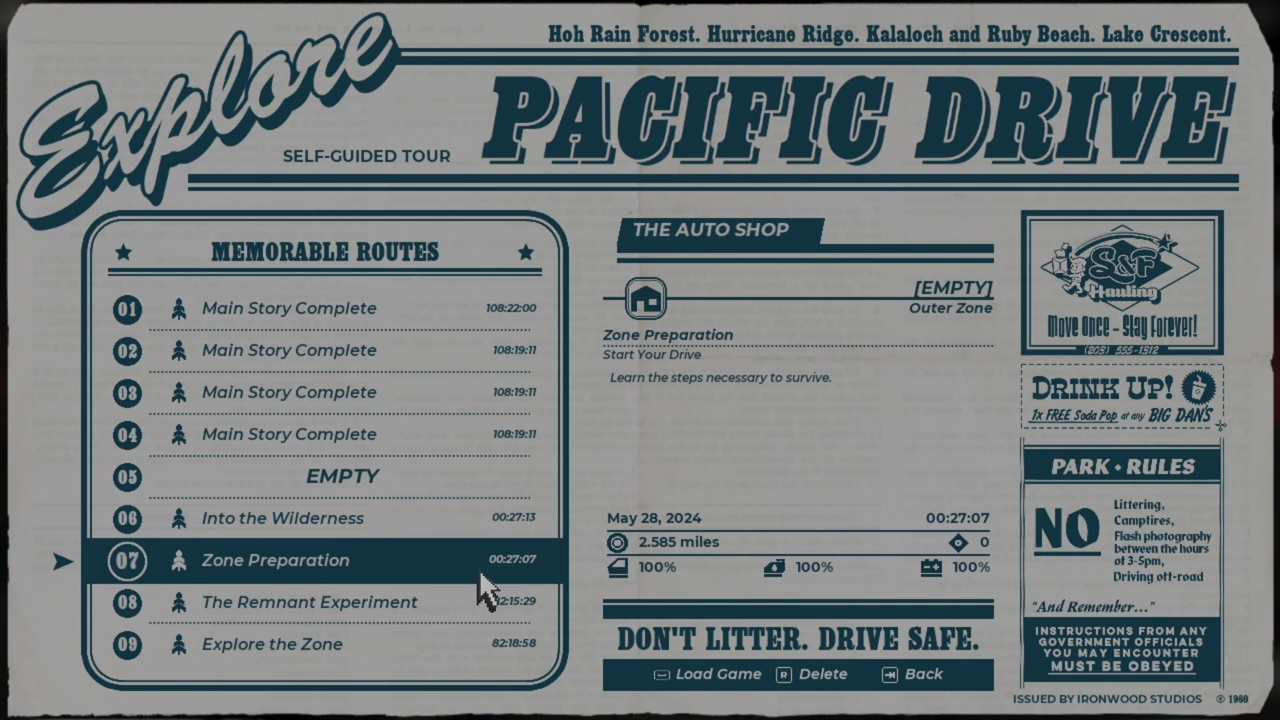 Hoh Rain Forest. Hurricane Ridge. Kalaloch and Ruby Beach. Lake Crescent.
Explore
PACIFIC DRIVE
SELF-GUIDED TOUR
MEMORABLE ROUTES
01 Main Story Complete 108:22:00
02 Main Story Complete 108:19:11
03 Main Story Complete 108:19:11
04 Main Story Complete 108:19:11
05 EMPTY
06 Into the Wilderness 00:27:13
07 Zone Preparation 00:27:07
08 The Remnant Experiment 2:15:29
09 Explore the Zone 82:18:58
THE AUTO SHOP
[EMPTY]
Outer Zone
Zone Preparation
Start Your Drive
Learn the steps necessary to survive.
May 28, 2024 00:27:07
2.585 miles 0
100% 100% 100%
DON'T LITTER. DRIVE SAFE.
Load Game R Delete Back
S&F
Hauling
Move Once - Stay Forever!
(203) 555-1312
DRINK UP!
1x FREE Soda Pop at any BIG DAN'S
PARK • RULES
NO
Littering,
Campfires,
Flash photography
between the hours
of 3-5pm,
Driving off-road
"And Remember..."
INSTRUCTIONS FROM ANY
GOVERNMENT OFFICIALS
YOU MAY ENCOUNTER
MUST BE OBEYED
ISSUED BY IRONWOOD STUDIOS © 1980